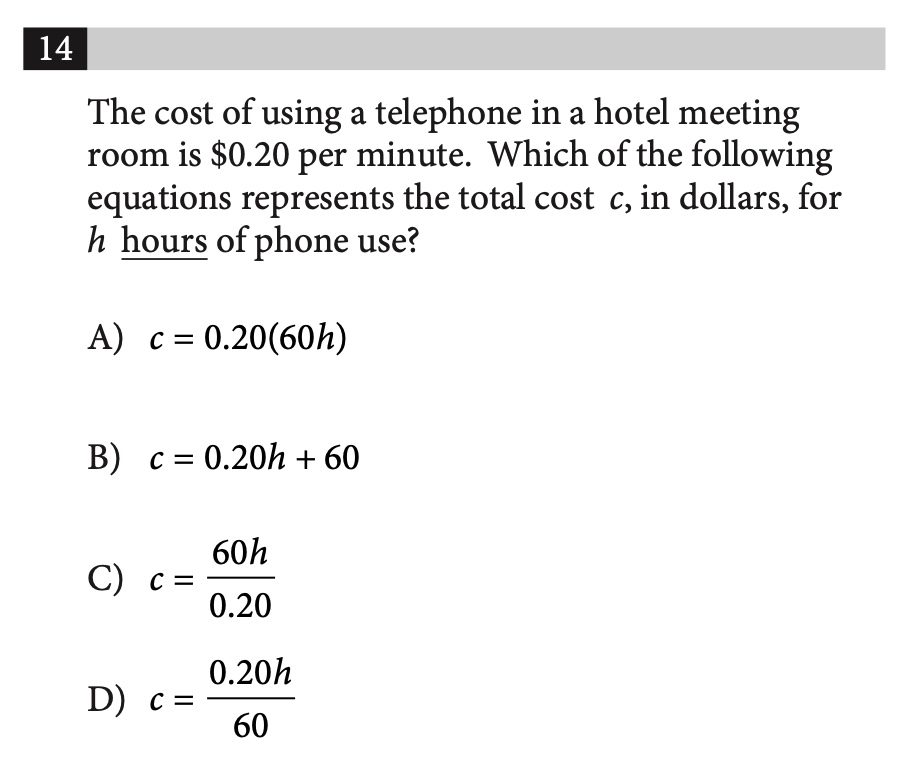 14
The cost of using a telephone in a hotel meeting
room is $0.20 per minute. Which of the following
equations represents the total cost c, in dollars, for
h hours of phone use?
A) c = 0.20(60h)
B) c = 0.20h + 60
C) c = 60h / 0.20
D) c = 0.20h / 60